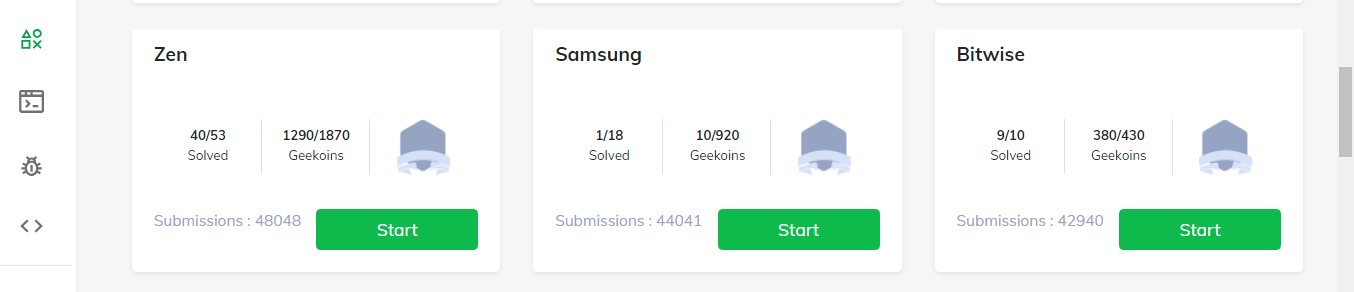 Zen
40/53
Solved
1290/1870
Geekoins
Submissions : 48048
Start
Samsung
1/18
Solved
10/920
Geekoins
Submissions : 44041
Start
Bitwise
9/10
Solved
380/430
Geekoins
Submissions : 42940
Start